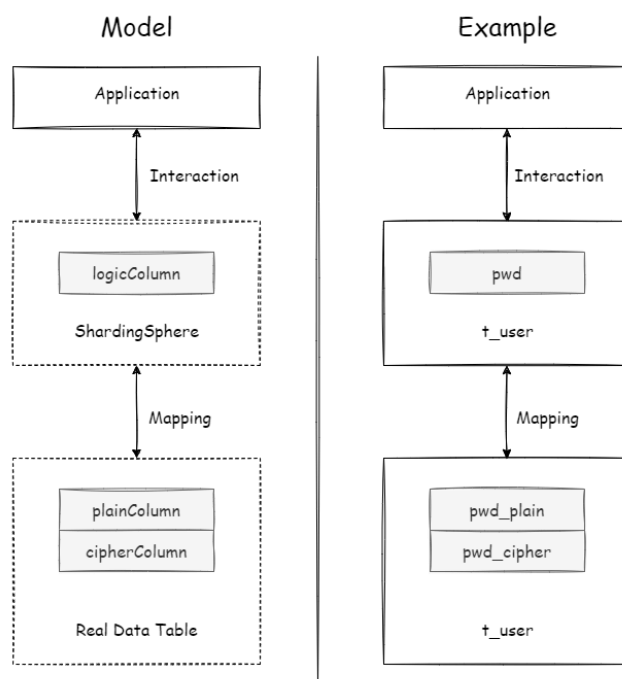 Model
Application
Interaction
logicColumn
ShardingSphere
Mapping
plainColumn
cipherColumn
Real Data Table
Example
Application
Interaction
pwd
t_user
Mapping
pwd_plain
pwd_cipher
t_user